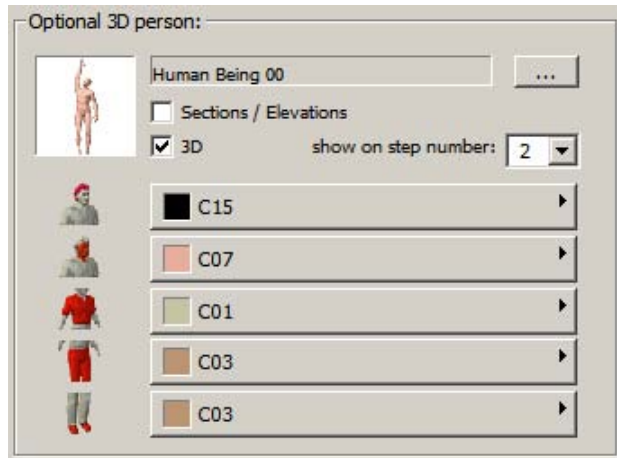 Optional 3D person:
Human Being 00
...
Sections / Elevations
3D show on step number: 2
C15
C07
C01
C03
C03